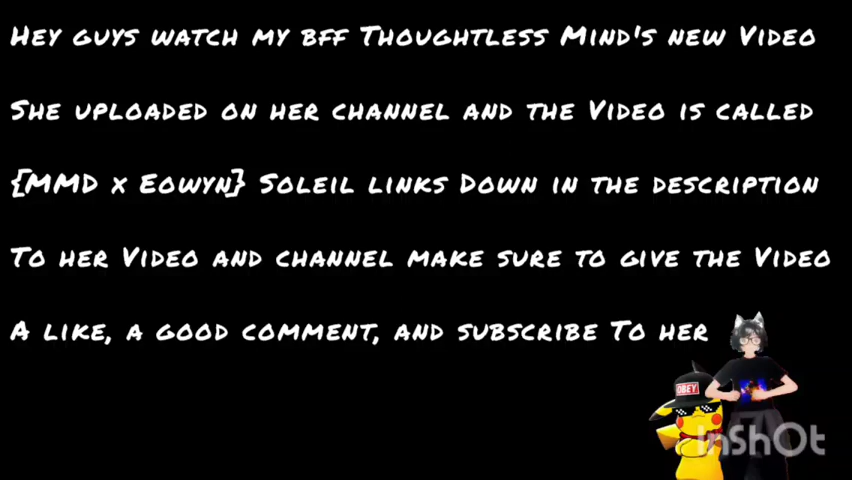 Hey guys watch my bff Thoughtless Mind's new Video
She uploaded on her channel and the Video is called
{MMD x Eowyn} Soleil links Down in the description
To her Video and channel make sure to give the Video
A like, a good comment, and subscribe To her
OBEY
InShOt